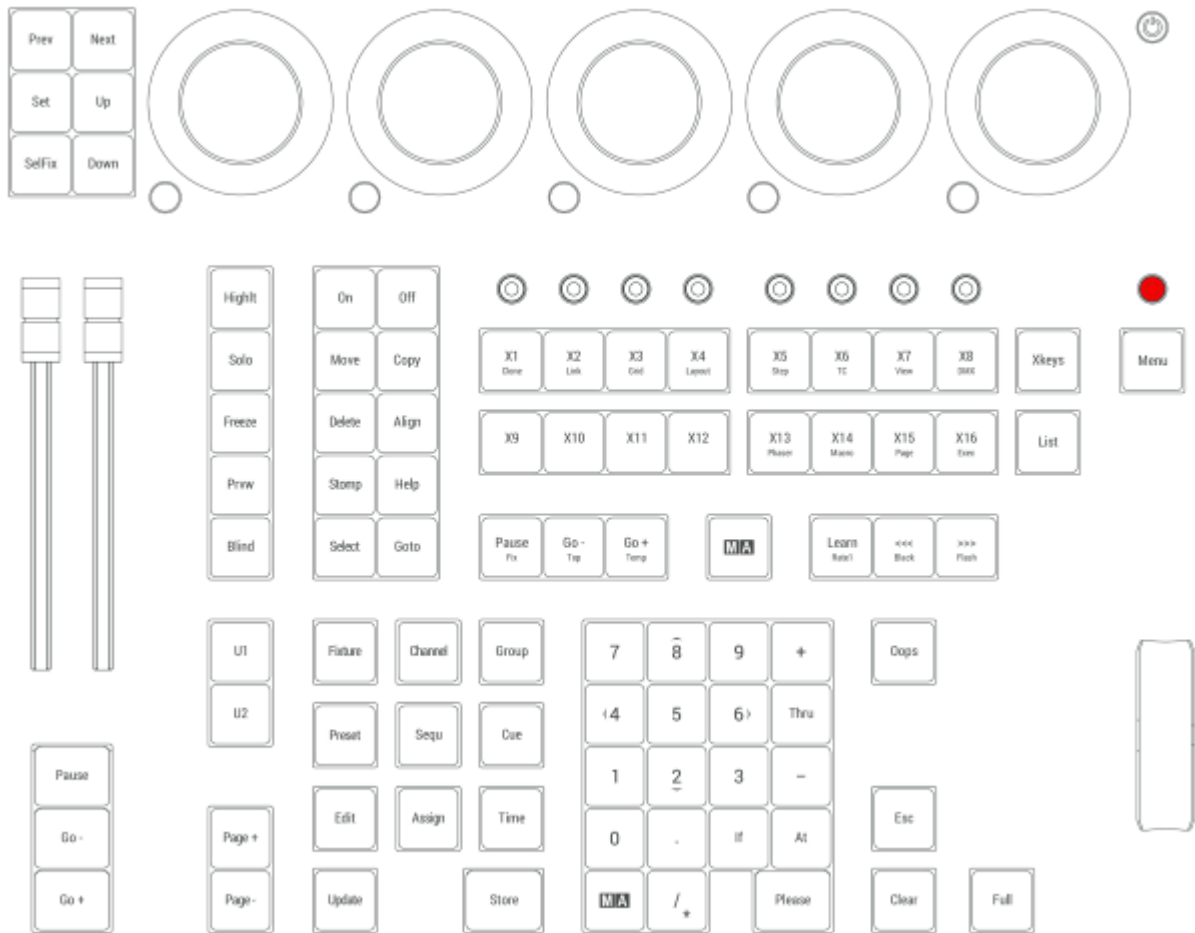 Prev Next
Set Up
SelFix Down
Highlt On Off
Solo Move Copy X1 X2 X3 X4 X5 X6 X7 X8 Xkeys Menu
Clone Link Grid Layout Step TC View DMX
Freeze Delete Align X9 X10 X11 X12 X13 X14 X15 X16 List
Phaser Macro Page Exec
Prvw Stomp Help
Blind Select Goto Pause Go - Go + MA Learn <<< >>>
Fix Top Temp Rate1 Black Flash
U1 Fixture Channel Group 7 8 9 + Oops
U2 Preset Sequ Cue 4 5 6 Thru
Pause 1 2 3 -
Go - Page + Edit Assign Time 0 . If At Esc
Go + Page - Update Store MA / * Please Clear Full